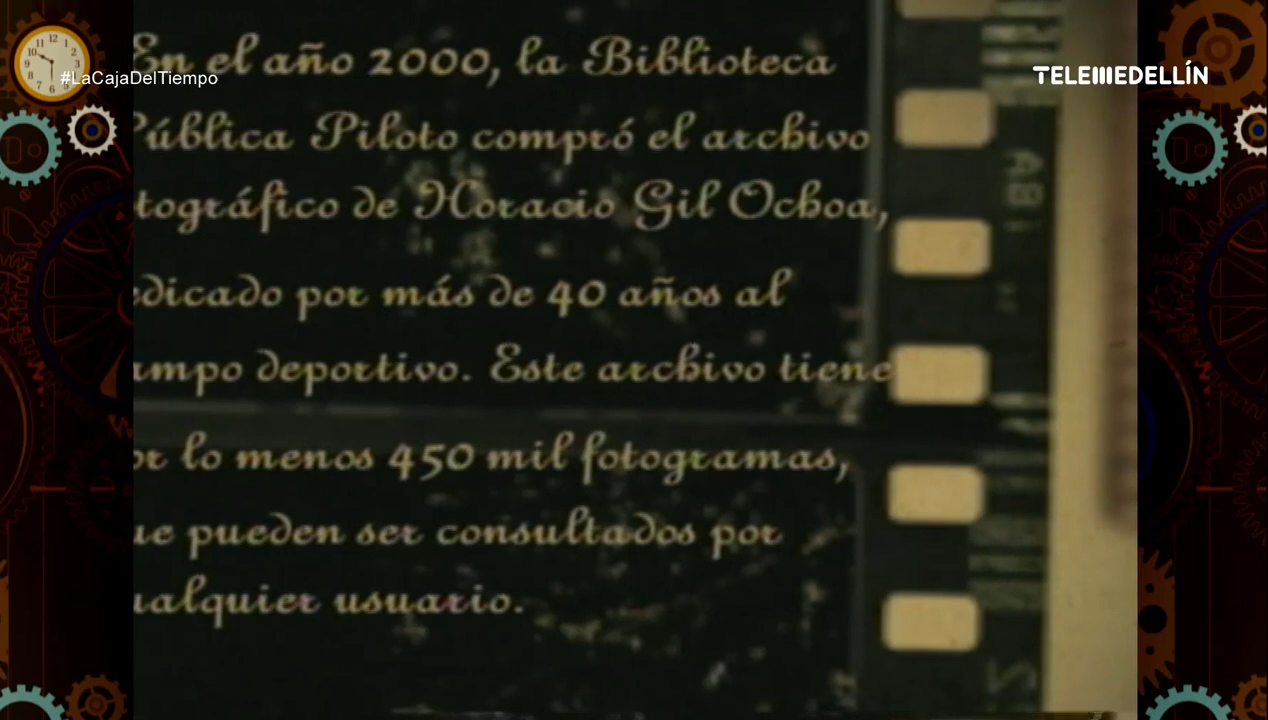 #LaCajaDelTiempo
TELEMEDELLÍN
En el año 2000, la Biblioteca
Pública Piloto compró el archivo
tográfico de Horacio Gil Ochoa,
edicado por más de 40 años al
ampo deportivo. Este archivo tiene
or lo menos 450 mil fotogramas,
ue pueden ser consultados por
ualquier usuario.